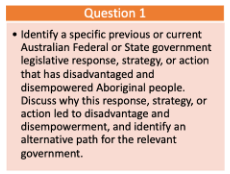 Question 1
• Identify a specific previous or current
Australian Federal or State government
legislative response, strategy, or action
that has disadvantaged and
disempowered Aboriginal people.
Discuss why this response, strategy, or
action led to disadvantage and
disempowerment, and identify an
alternative path for the relevant
government.